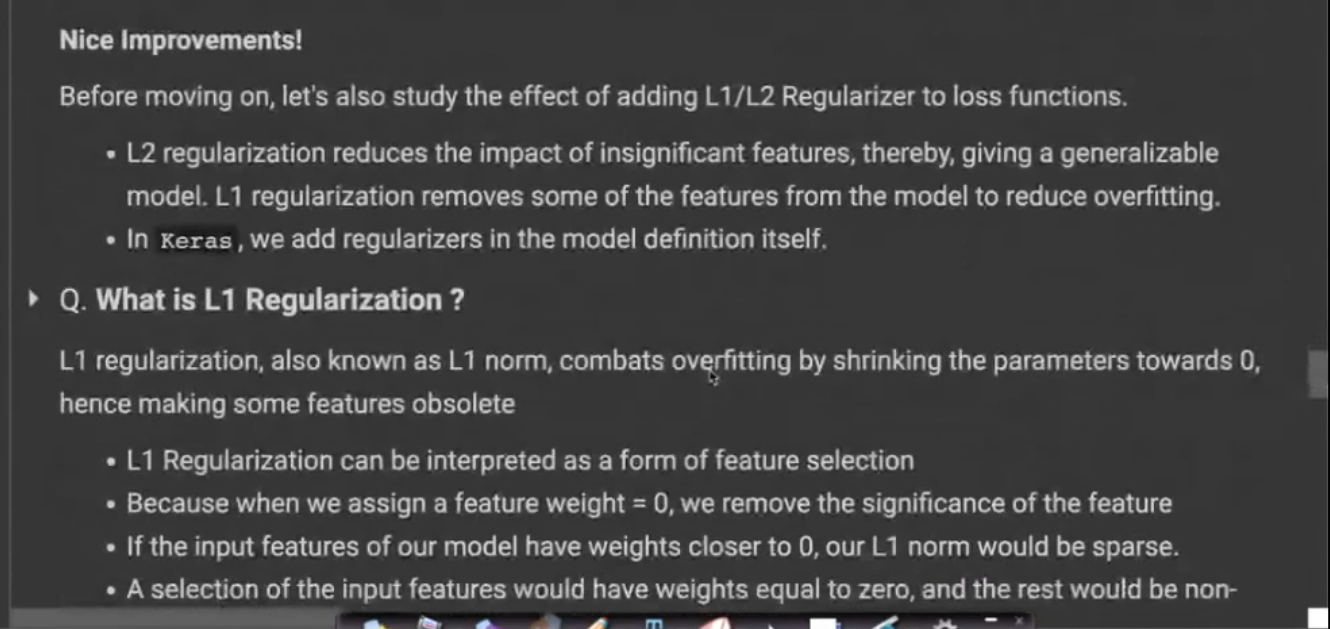 Nice Improvements!
Before moving on, let's also study the effect of adding L1/L2 Regularizer to loss functions.
• L2 regularization reduces the impact of insignificant features, thereby, giving a generalizable
model. L1 regularization removes some of the features from the model to reduce overfitting.
• In Keras, we add regularizers in the model definition itself.
Q. What is L1 Regularization ?
L1 regularization, also known as L1 norm, combats overfitting by shrinking the parameters towards 0,
hence making some features obsolete
• L1 Regularization can be interpreted as a form of feature selection
• Because when we assign a feature weight = 0, we remove the significance of the feature
• If the input features of our model have weights closer to 0, our L1 norm would be sparse.
• A selection of the input features would have weights equal to zero, and the rest would be non-